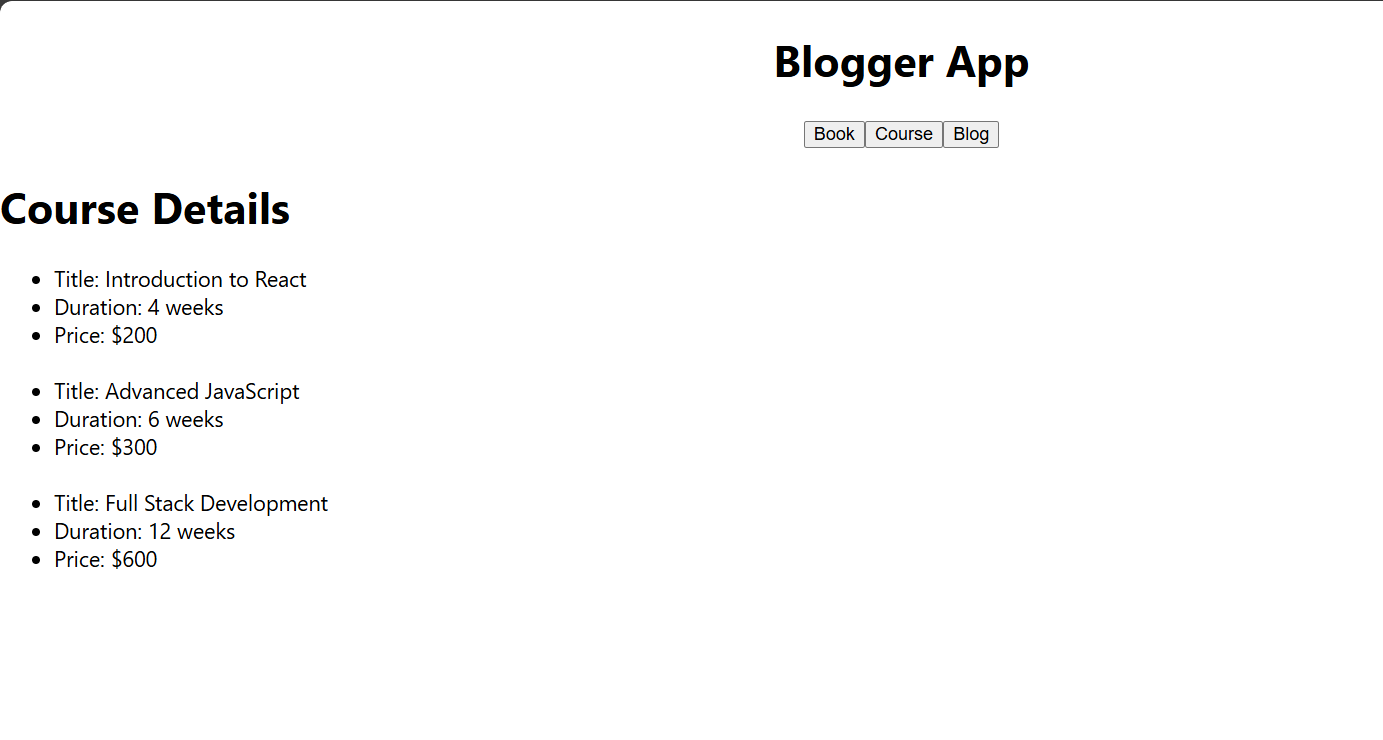 Blogger App
Book Course Blog
Course Details
Title: Introduction to React
Duration: 4 weeks
Price: $200
Title: Advanced JavaScript
Duration: 6 weeks
Price: $300
Title: Full Stack Development
Duration: 12 weeks
Price: $600